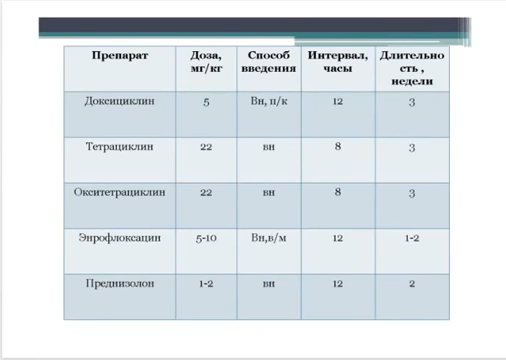 Препарат Доза, мг/кг Способ введения Интервал, часы Длительно сть , недели
Доксициклин 5 Вн, п/к 12 3
Тетрациклин 22 вн 8 3
Окситетрациклин 22 вн 8 3
Энрофлоксацин 5-10 Вн,в/м 12 1-2
Преднизолон 1-2 вн 12 2